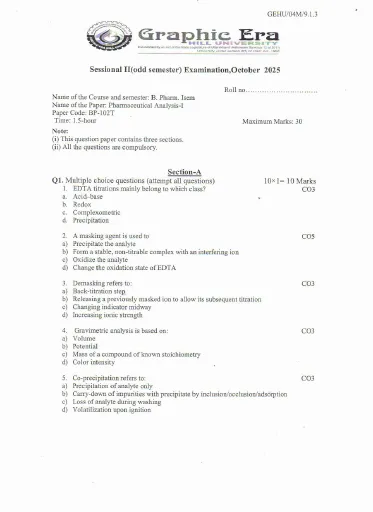 GEHU/04M/9.1.3
Graphic Era
HILL UNIVERSITY
Sessional II(odd semester) Examination,October 2025
Roll no..............................
Name of the Course and semester: B. Pharm, Isem
Name of the Paper: Pharmaceutical Analysis-I
Paper Code: BP-102T
Time: 1.5-hour Maximum Marks: 30
Note:
(i) This question paper contains three sections.
(ii) All the questions are compulsory.
Section-A
Q1. Multiple choice questions (attempt all questions) 10×1= 10 Marks
1. EDTA titrations mainly belong to which class? CO3
a. Acid-base
b. Redox
c. Complexometric
d. Precipitation
2. A masking agent is used to CO5
a) Precipitate the analyte
b) Form a stable, non-titrable complex with an interfering ion
c) Oxidize the analyte
d) Change the oxidation state of EDTA
3. Demasking refers to: CO3
a) Back-titration step
b) Releasing a previously masked ion to allow its subsequent titration
c) Changing indicator midway
d) Increasing ionic strength
4. Gravimetric analysis is based on: CO3
a) Volume
b) Potential
c) Mass of a compound of known stoichiometry
d) Color intensity
5. Co-precipitation refers to: CO3
a) Precipitation of analyte only
b) Carry-down of impurities with precipitate by inclusion/occlusion/adsorption
c) Loss of analyte during washing
d) Volatilization upon ignition